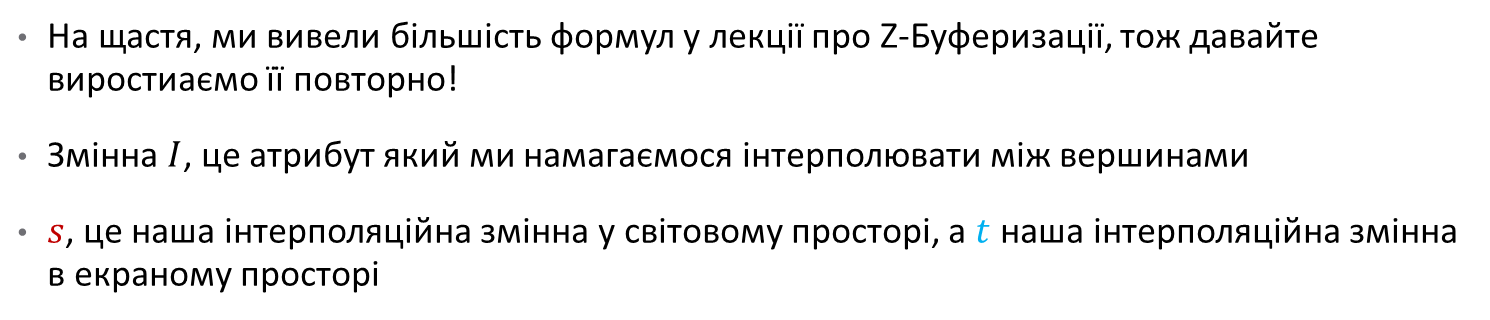 • На щастя, ми вивели більшість формул у лекції про Z-Буферизації, тож давайте
виростиаємо її повторно!
• Змінна I, це атрибут який ми намагаємося інтерполювати між вершинами
• s, це наша інтерполяційна змінна у світовому просторі, а t наша інтерполяційна змінна
в екраному просторі